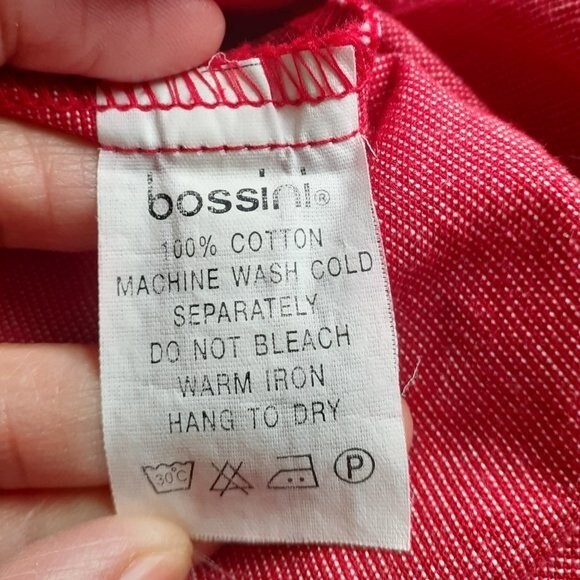 bossini®
100% COTTON
MACHINE WASH COLD
SEPARATELY
DO NOT BLEACH
WARM IRON
HANG TO DRY
30°C P